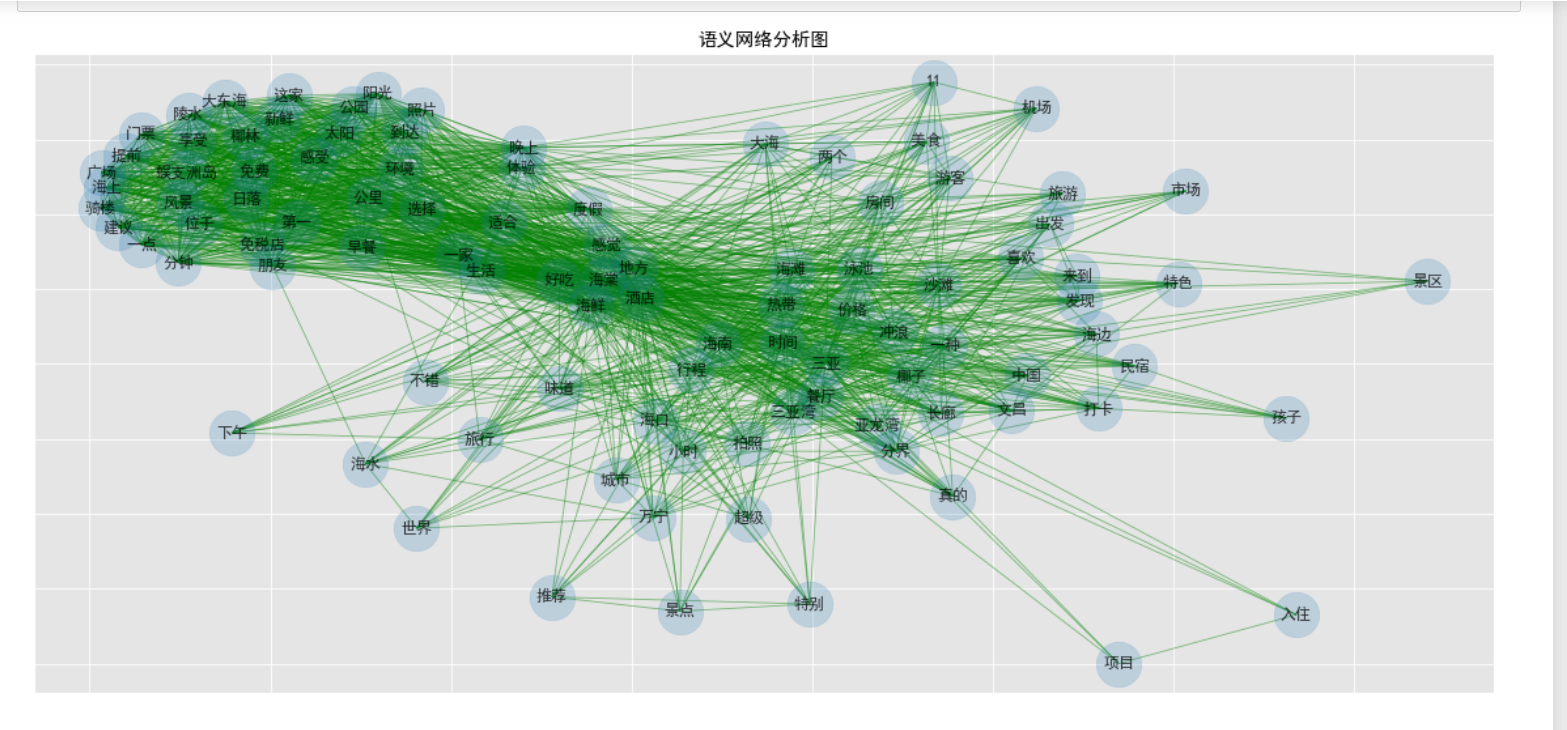 语义网络分析图
11
阳光
这家
大东海
公园
机场
照片
陵水
新鲜
门票
享受
椰林
太阳
到达
美食
大海
晚上
提前
感受
两个
体验
环境
广场
蜈支洲岛
免费
游客
海上
市场
旅游
公里
日落
风景
房间
骑楼
选择
度假
位于
第一
适合
出发
建议
一点
免税店
早餐
感觉
一家
喜欢
分钟
朋友
生活
地方
海滩
泳池
来到
好吃
海棠
沙滩
特色
景区
酒店
发现
海鲜
热带
价格
冲浪
海边
海南
时间
一种
三亚
民宿
行程
椰子
中国
不错
味道
餐厅
三亚湾
长廊
文昌
打卡
孩子
海口
亚龙湾
下午
旅行
拍照
小时
分界
海水
城市
真的
万宁
超级
世界
推荐
特别
景点
入住
项目